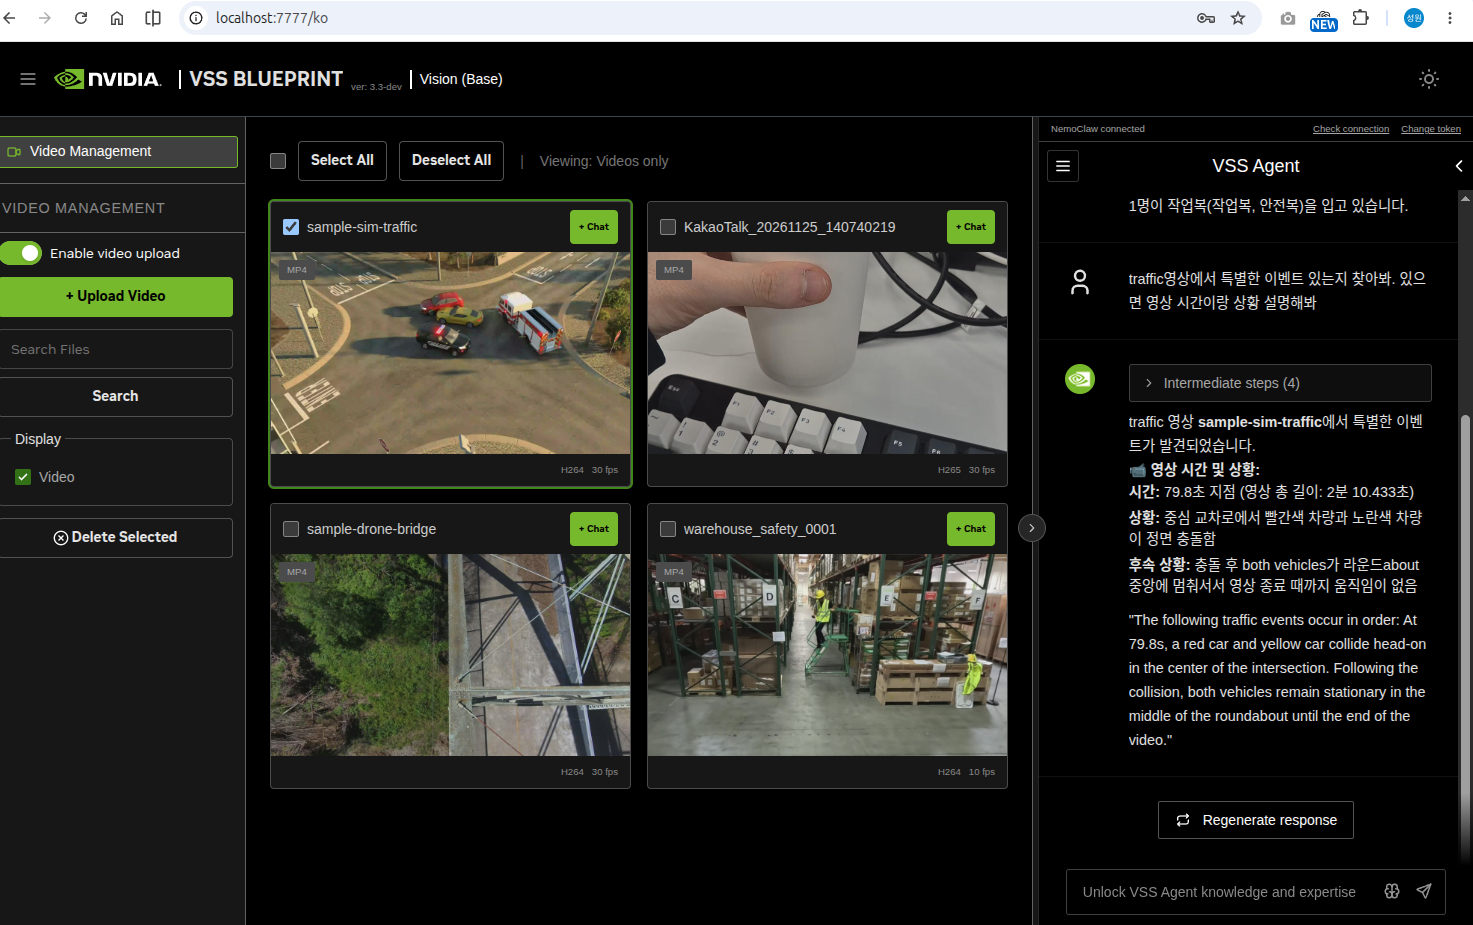 localhost:7777/ko
NEW
성원
NVIDIA.
VSS BLUEPRINT
ver: 3.3-dev
Vision (Base)
Video Management
VIDEO MANAGEMENT
Enable video upload
+ Upload Video
Search Files
Search
Display
Video
Delete Selected
Select All
Deselect All
|
Viewing: Videos only
sample-sim-traffic
+ Chat
MP4
H264 30 fps
KakaoTalk_20261125_140740219
+ Chat
MP4
Esc
F1
F2
F3
F4
F5
F6
H265 30 fps
sample-drone-bridge
+ Chat
MP4
H264 30 fps
warehouse_safety_0001
+ Chat
MP4
C
D
E
F
H264 10 fps
NemoClaw connected
Check connection
Change token
VSS Agent
1명이 작업복(작업복, 안전복)을 입고 있습니다.
traffic영상에서 특별한 이벤트 있는지 찾아봐. 있으
면 영상 시간이랑 상황 설명해봐
Intermediate steps (4)
traffic 영상 sample-sim-traffic에서 특별한 이벤
트가 발견되었습니다.
📹 영상 시간 및 상황:
시간: 79.8초 지점 (영상 총 길이: 2분 10.433초)
상황: 중심 교차로에서 빨간색 차량과 노란색 차량
이 정면 충돌함
후속 상황: 충돌 후 both vehicles가 라운드about
중앙에 멈춰서서 영상 종료 때까지 움직임이 없음
"The following traffic events occur in order: At
79.8s, a red car and yellow car collide head-on
in the center of the intersection. Following the
collision, both vehicles remain stationary in the
middle of the roundabout until the end of the
video."
Regenerate response
Unlock VSS Agent knowledge and expertise